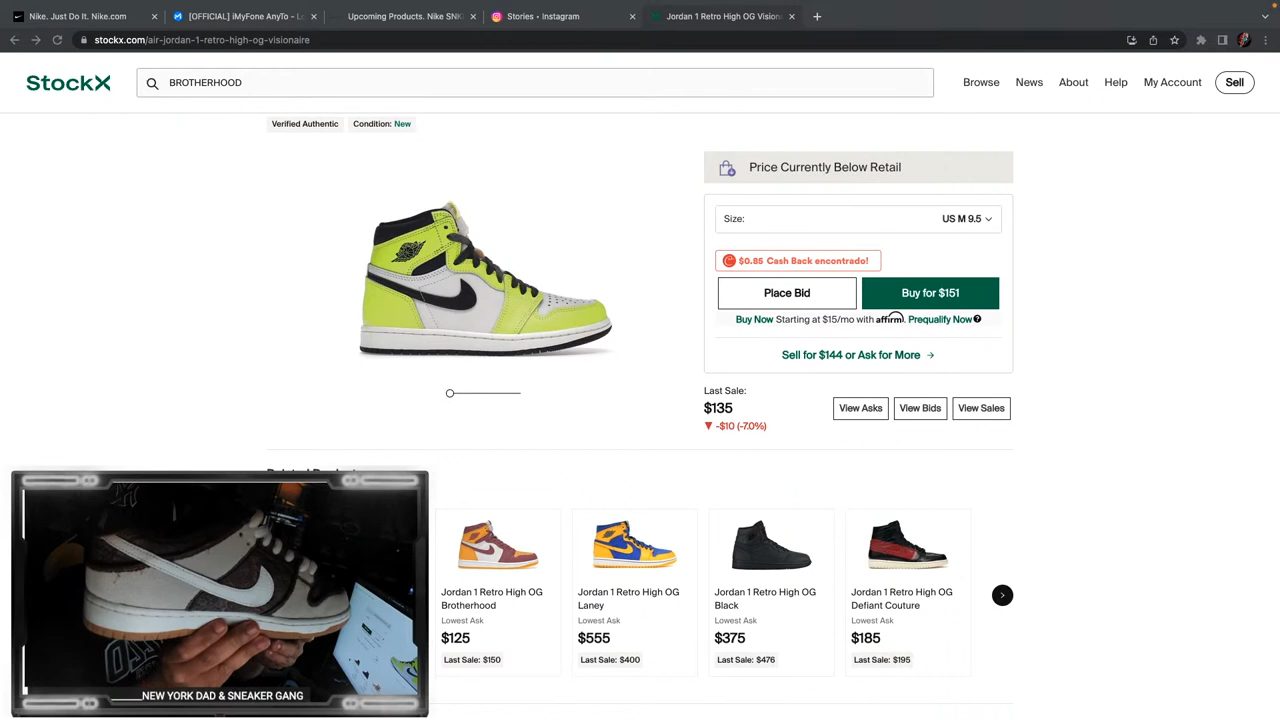 Nike. Just Do It. Nike.com
[OFFICIAL] iMyFone AnyTo - Lo
Upcoming Products. Nike SNK
Stories • Instagram
Jordan 1 Retro High OG Vision
stockx.com/air-jordan-1-retro-high-og-visionaire
StockX
BROTHERHOOD
Browse
News
About
Help
My Account
Sell
Verified Authentic
Condition: New
Price Currently Below Retail
Size:
US M 9.5
$0.85 Cash Back encontrado!
Place Bid
Buy for $151
Buy Now Starting at $15/mo with affirm. Prequalify Now
Sell for $144 or Ask for More →
Last Sale:
$135
-$10 (-7.0%)
View Asks
View Bids
View Sales
Jordan 1 Retro High OG
Brotherhood
Lowest Ask
$125
Last Sale: $150
Jordan 1 Retro High OG
Laney
Lowest Ask
$555
Last Sale: $400
Jordan 1 Retro High OG
Black
Lowest Ask
$375
Last Sale: $476
Jordan 1 Retro High OG
Defiant Couture
Lowest Ask
$185
Last Sale: $195
NEW YORK DAD & SNEAKER GANG